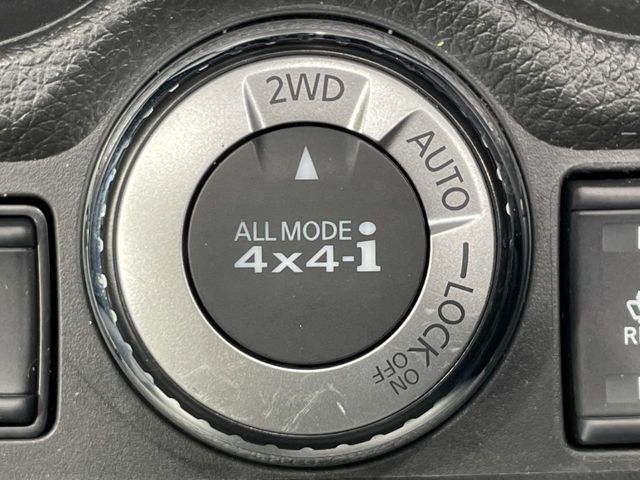 2WD
AUTO
LOCK
ON
OFF
ALL MODE
4x4-i